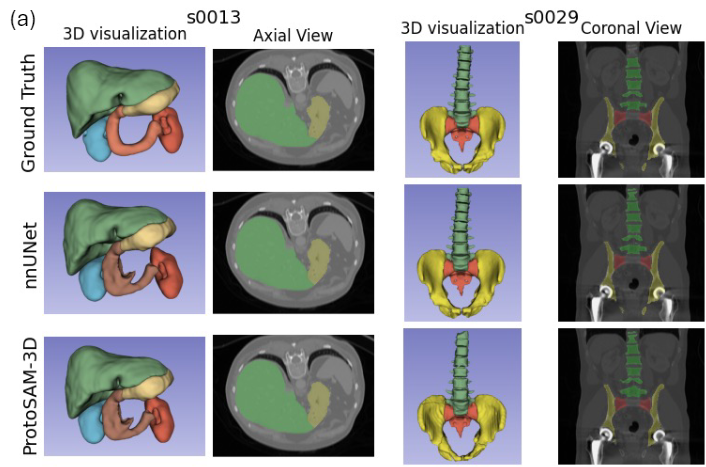 (a)
s0013
s0029
3D visualization
Axial View
3D visualization
Coronal View
Ground Truth
nnUNet
ProtoSAM-3D